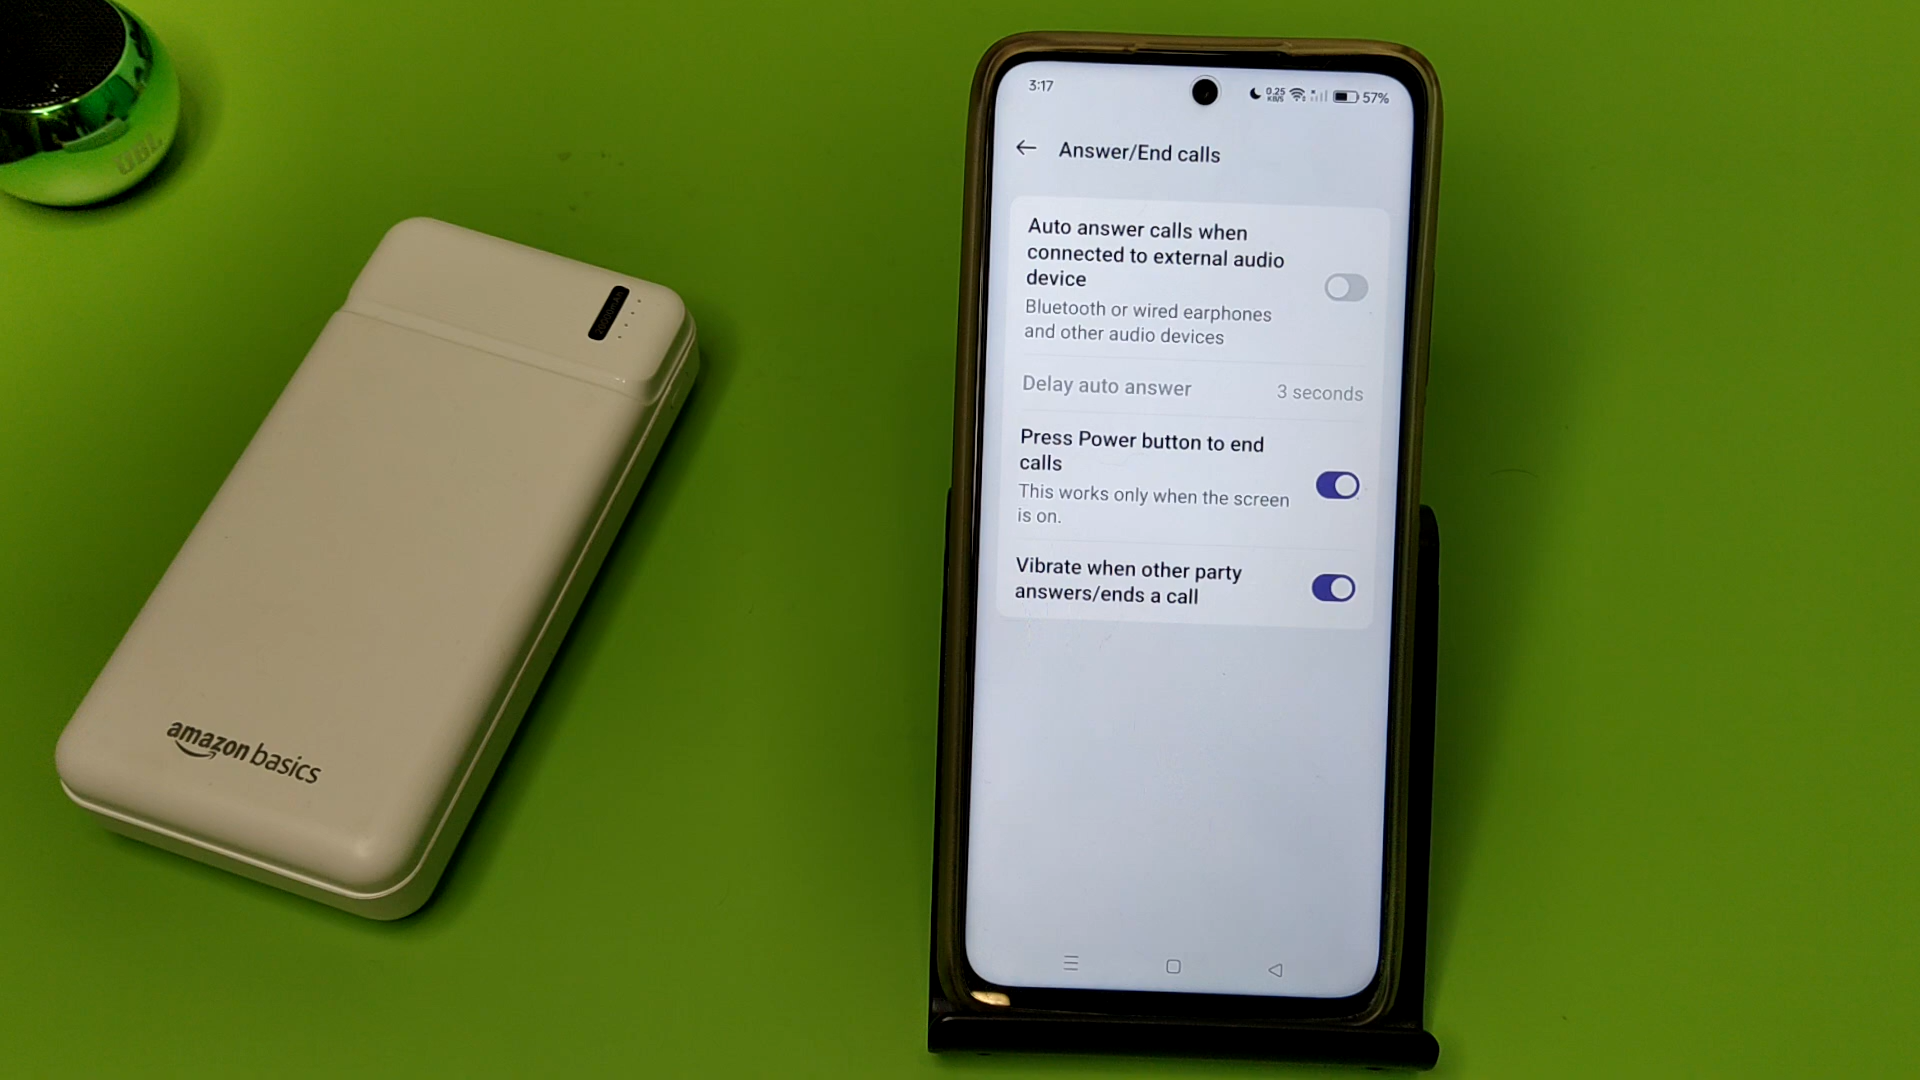 JBL
20000mAh
amazon basics
3:17
0.25
KB/S
57%
Answer/End calls
Auto answer calls when
connected to external audio
device
Bluetooth or wired earphones
and other audio devices
Delay auto answer
3 seconds
Press Power button to end
calls
This works only when the screen
is on.
Vibrate when other party
answers/ends a call